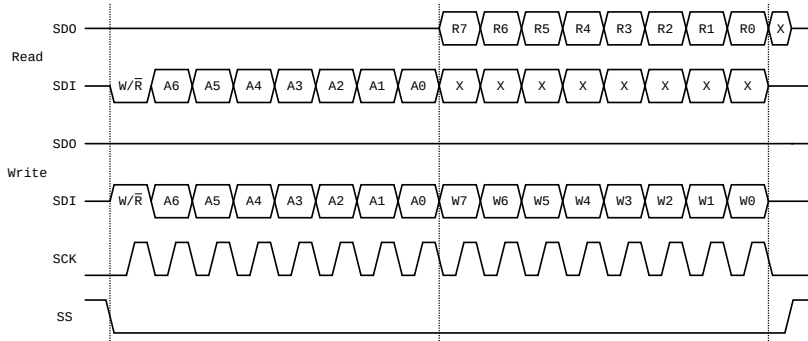 SDO R7 R6 R5 R4 R3 R2 R1 R0 X
Read
SDI W/R̅ A6 A5 A4 A3 A2 A1 A0 X X X X X X X X
SDO
Write
SDI W/R̅ A6 A5 A4 A3 A2 A1 A0 W7 W6 W5 W4 W3 W2 W1 W0
SCK
SS